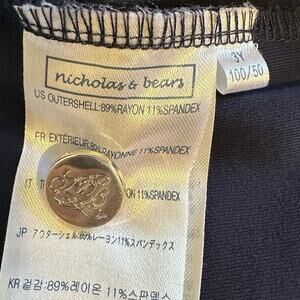 nicholas & bears
3Y
100/50
US OUTERSHELL:89%RAYON 11%SPANDEX
FR EXTÉRIEUR:89%RAYONNE 11%SPANDEX
IT 11%SPANDEX
JP アウターシェル:89%レーヨン11%スパンデックス
KR 겉감:89%레이온 11%스판덱스